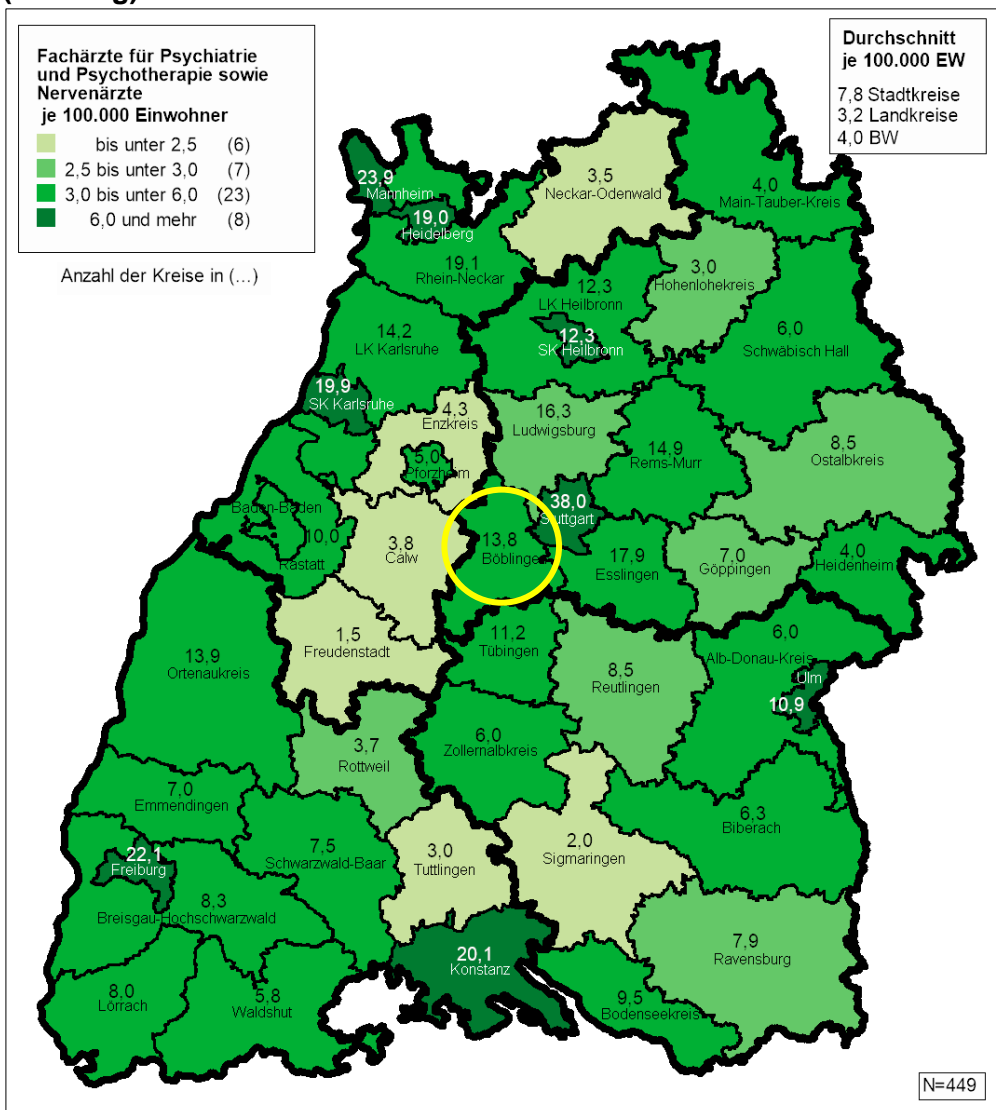 Fachärzte für Psychiatrie
und Psychotherapie sowie
Nervenärzte
je 100.000 Einwohner
bis unter 2,5 (6)
2,5 bis unter 3,0 (7)
3,0 bis unter 6,0 (23)
6,0 und mehr (8)
Anzahl der Kreise in (...)
Durchschnitt
je 100.000 EW
7,8 Stadtkreise
3,2 Landkreise
4,0 BW
23,9
Mannheim
19,0
Heidelberg
19,1
Rhein-Neckar
3,5
Neckar-Odenwald
4,0
Main-Tauber-Kreis
3,0
Hohenlohekreis
12,3
LK Heilbronn
12,3
SK Heilbronn
6,0
Schwäbisch Hall
14,2
LK Karlsruhe
19,9
SK Karlsruhe
4,3
Enzkreis
5,0
Pforzheim
16,3
Ludwigsburg
14,9
Rems-Murr
8,5
Ostalbkreis
Baden-Baden
10,0
Rastatt
3,8
Calw
13,8
Böblingen
38,0
Stuttgart
17,9
Esslingen
7,0
Göppingen
4,0
Heidenheim
1,5
Freudenstadt
11,2
Tübingen
8,5
Reutlingen
6,0
Alb-Donau-Kreis
Ulm
10,9
13,9
Ortenaukreis
3,7
Rottweil
6,0
Zollernalbkreis
7,0
Emmendingen
22,1
Freiburg
7,5
Schwarzwald-Baar
3,0
Tuttlingen
2,0
Sigmaringen
6,3
Biberach
8,3
Breisgau-Hochschwarzwald
20,1
Konstanz
7,9
Ravensburg
8,0
Lörrach
5,8
Waldshut
9,5
Bodenseekreis
N=449